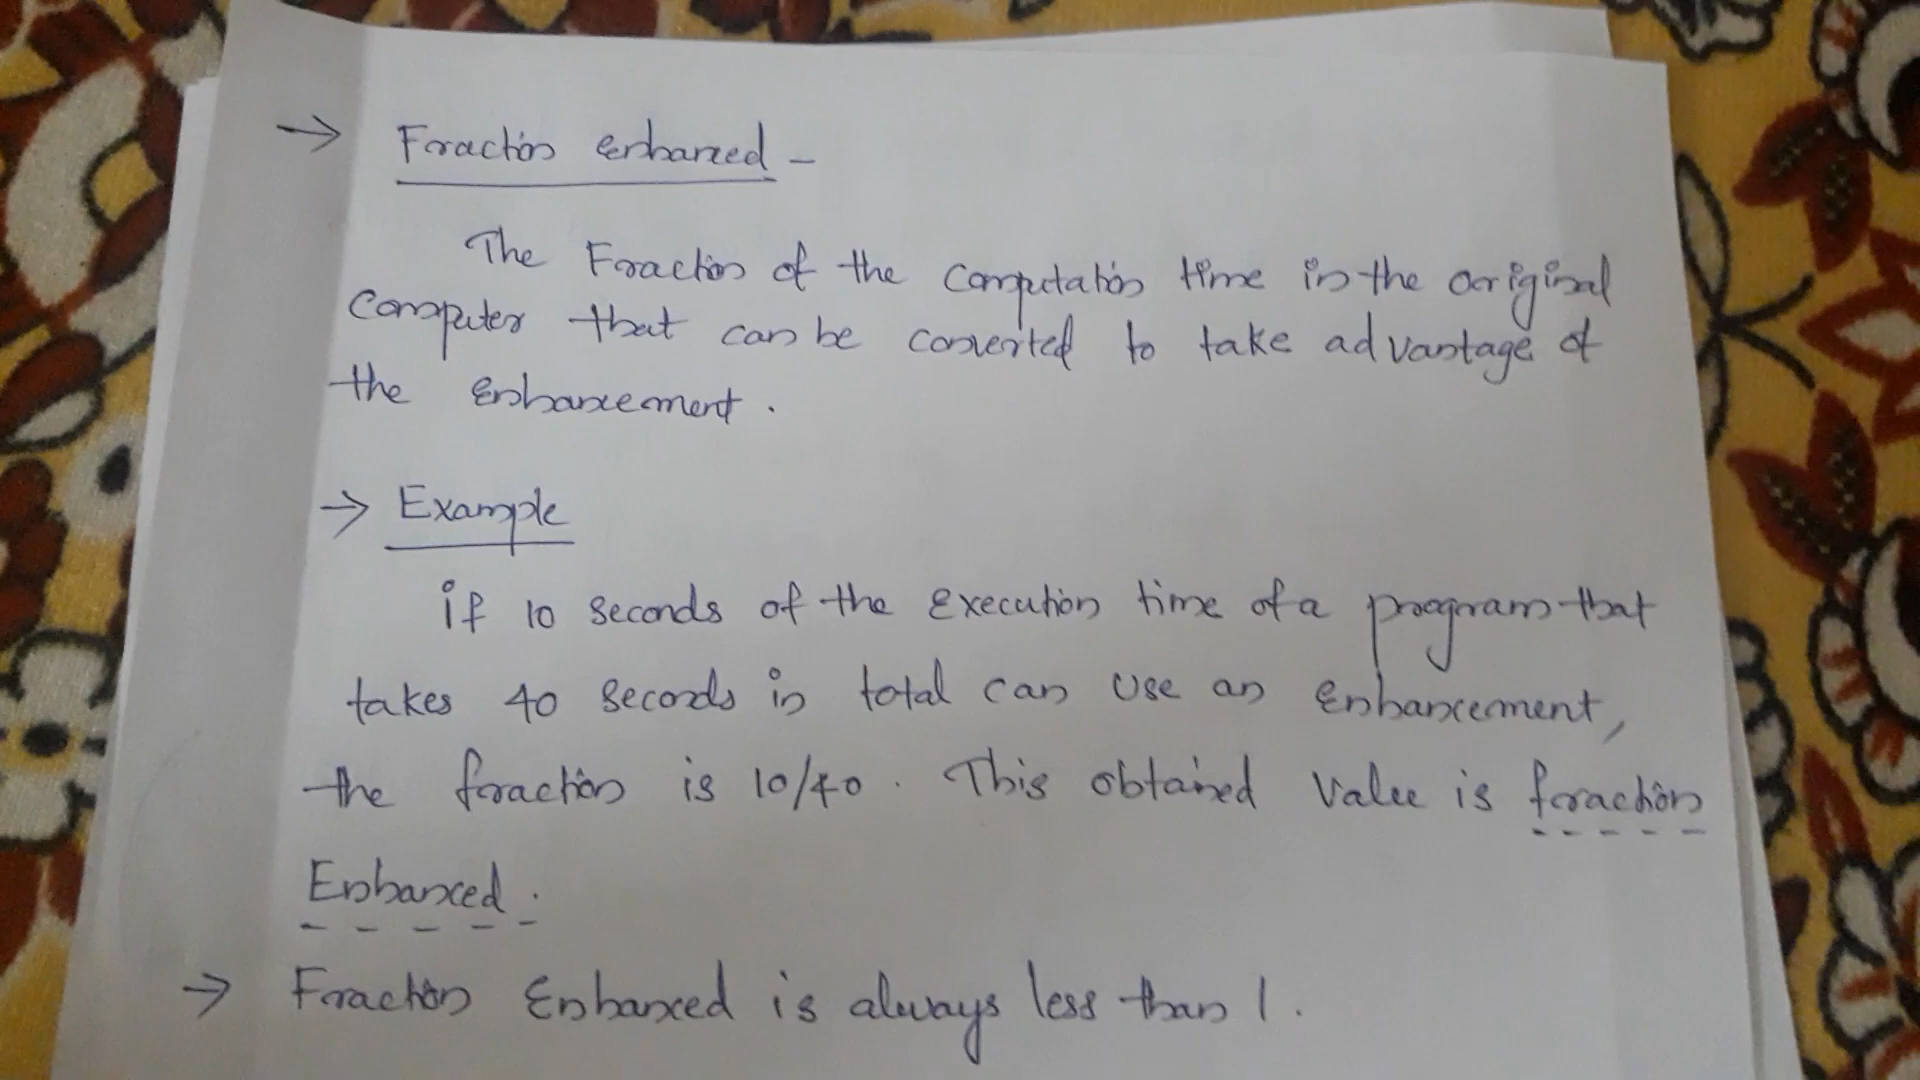 → Fraction enhanced -
The Fraction of the computation time in the original
Computer that can be converted to take advantage of
the enhancement.
→ Example
if 10 seconds of the execution time of a program that
takes 40 seconds in total can use an enhancement,
the fraction is 10/40. This obtained value is fraction
Enhanced.
→ Fraction Enhanced is always less than 1.